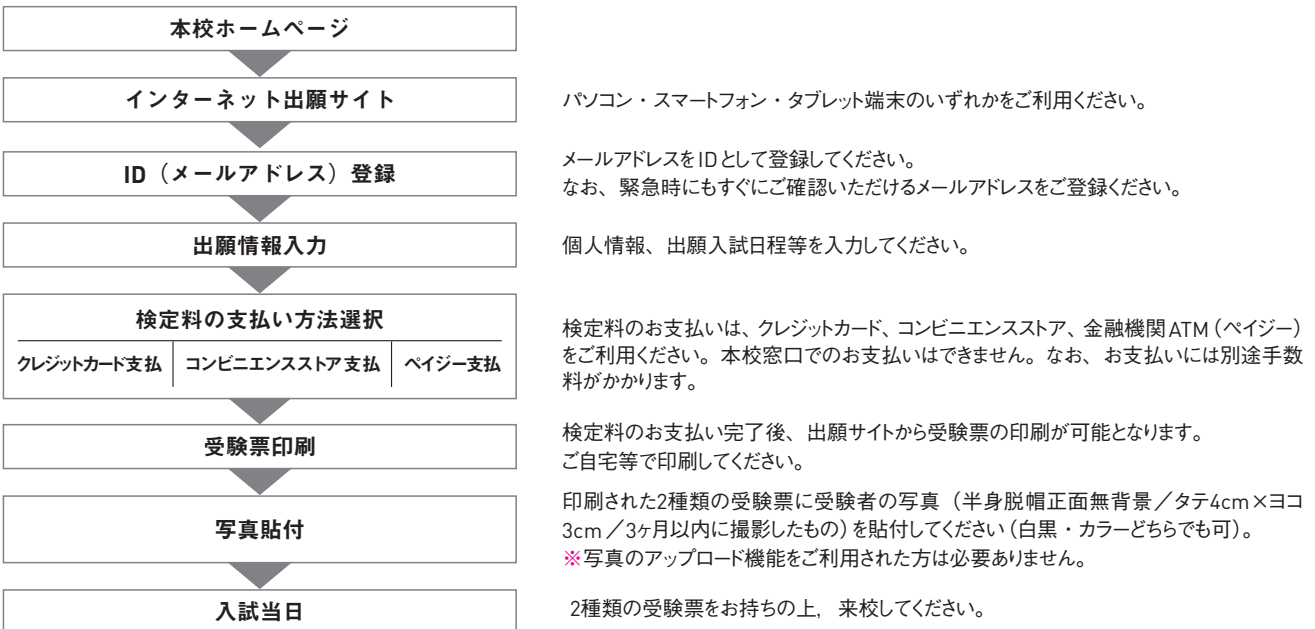 本校ホームページ
インターネット出願サイト
パソコン・スマートフォン・タブレット端末のいずれかをご利用ください。
ID（メールアドレス）登録
メールアドレスをIDとして登録してください。
なお、緊急時にもすぐにご確認いただけるメールアドレスをご登録ください。
出願情報入力
個人情報、出願入試日程等を入力してください。
検定料の支払い方法選択
クレジットカード支払 コンビニエンスストア支払 ペイジー支払
検定料のお支払いは、クレジットカード、コンビニエンスストア、金融機関ATM（ペイジー）
をご利用ください。本校窓口でのお支払いはできません。なお、お支払いには別途手数
料がかかります。
受験票印刷
検定料のお支払い完了後、出願サイトから受験票の印刷が可能となります。
ご自宅等で印刷してください。
写真貼付
印刷された2種類の受験票に受験者の写真（半身脱帽正面無背景／タテ4cm×ヨコ
3cm／3ヶ月以内に撮影したもの）を貼付してください（白黒・カラーどちらでも可）。
※写真のアップロード機能をご利用された方は必要ありません。
入試当日
2種類の受験票をお持ちの上，来校してください。